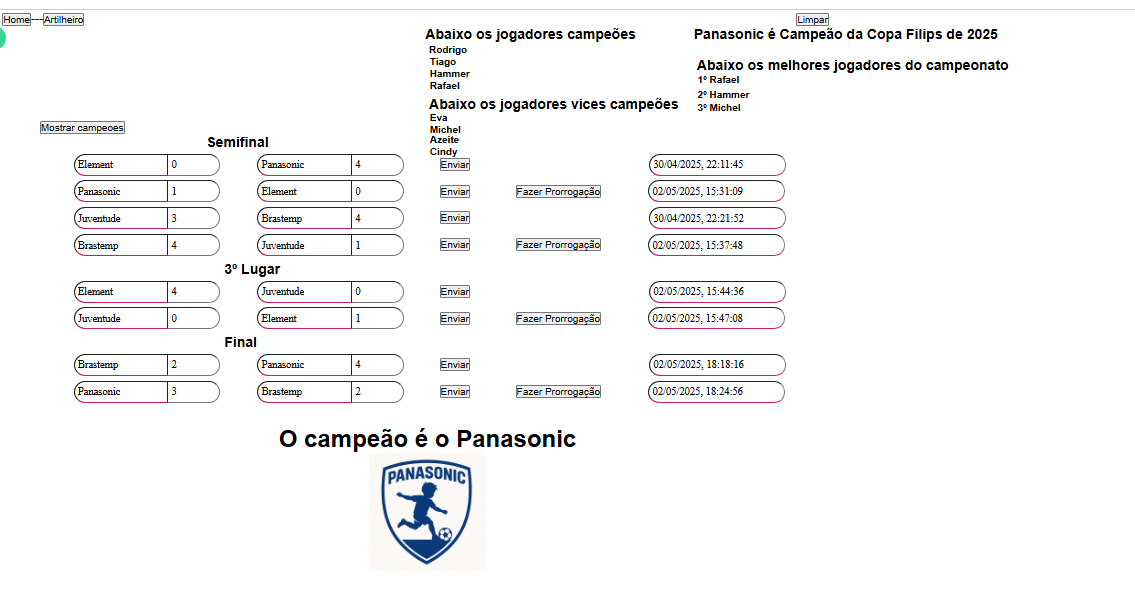 Home---Artilheiro Limpar
Abaixo os jogadores campeões
Rodrigo
Tiago
Hammer
Rafael
Abaixo os jogadores vices campeões
Eva
Michel
Azeite
Cindy
Panasonic é Campeão da Copa Filips de 2025
Abaixo os melhores jogadores do campeonato
1º Rafael
2º Hammer
3º Michel
Mostrar campeoes
Semifinal
Element 0 Panasonic 4 Enviar 30/04/2025, 22:11:45
Panasonic 1 Element 0 Enviar Fazer Prorrogação 02/05/2025, 15:31:09
Juventude 3 Brastemp 4 Enviar 30/04/2025, 22:21:52
Brastemp 4 Juventude 1 Enviar Fazer Prorrogação 02/05/2025, 15:37:48
3º Lugar
Element 4 Juventude 0 Enviar 02/05/2025, 15:44:36
Juventude 0 Element 1 Enviar Fazer Prorrogação 02/05/2025, 15:47:08
Final
Brastemp 2 Panasonic 4 Enviar 02/05/2025, 18:18:16
Panasonic 3 Brastemp 2 Enviar Fazer Prorrogação 02/05/2025, 18:24:56
O campeão é o Panasonic
PANASONIC